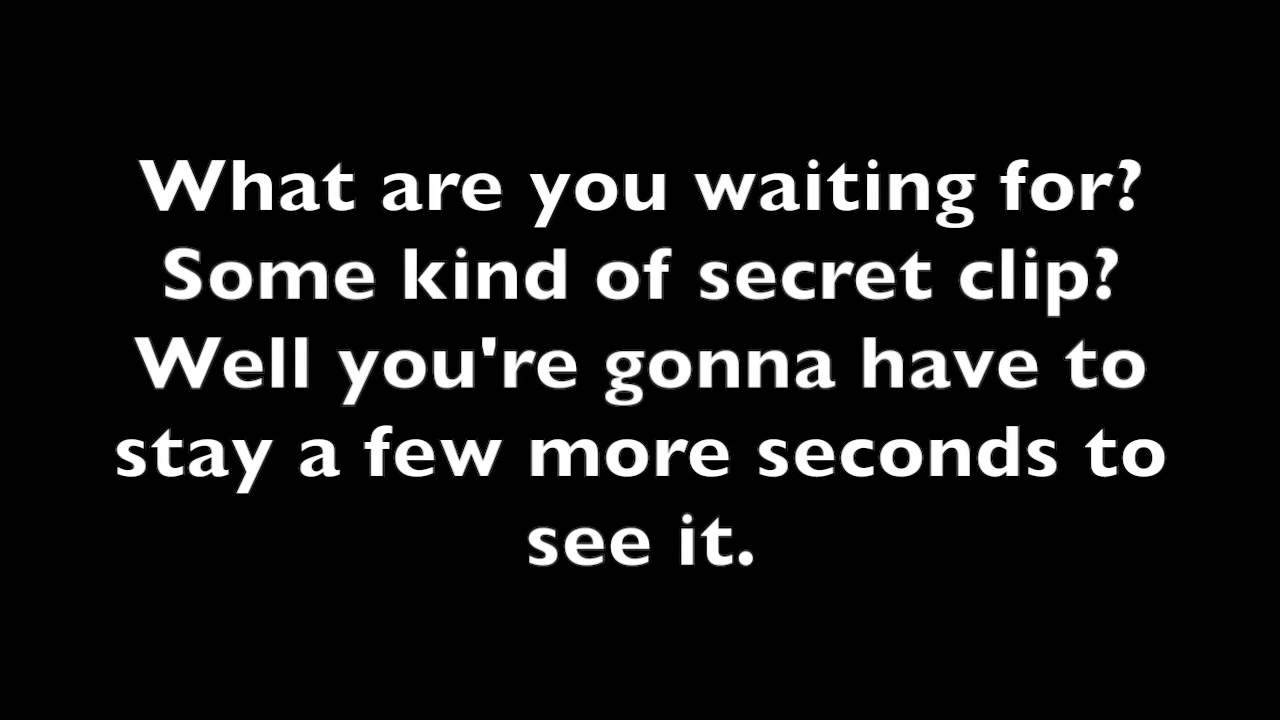 What are you waiting for?
Some kind of secret clip?
Well you're gonna have to
stay a few more seconds to
see it.